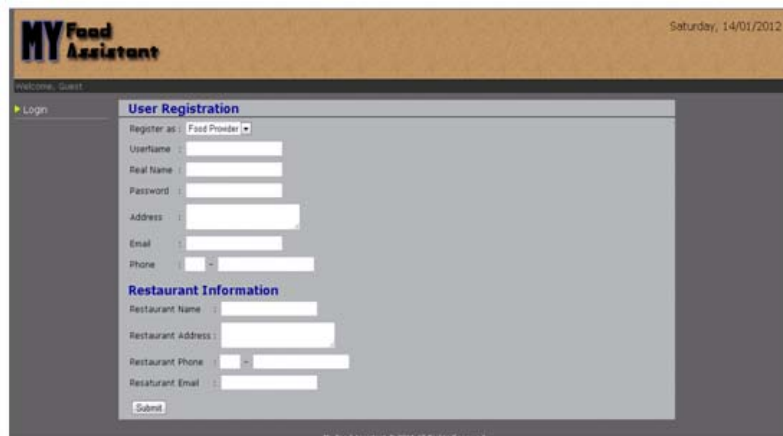 MY Food Assistant
Saturday, 14/01/2012
Welcome, Guest
Login
User Registration
Register as : Food Provider
UserName :
Real Name :
Password :
Address :
Email :
Phone : -
Restaurant Information
Restaurant Name :
Restaurant Address :
Restaurant Phone : -
Resaturant Email :
Submit